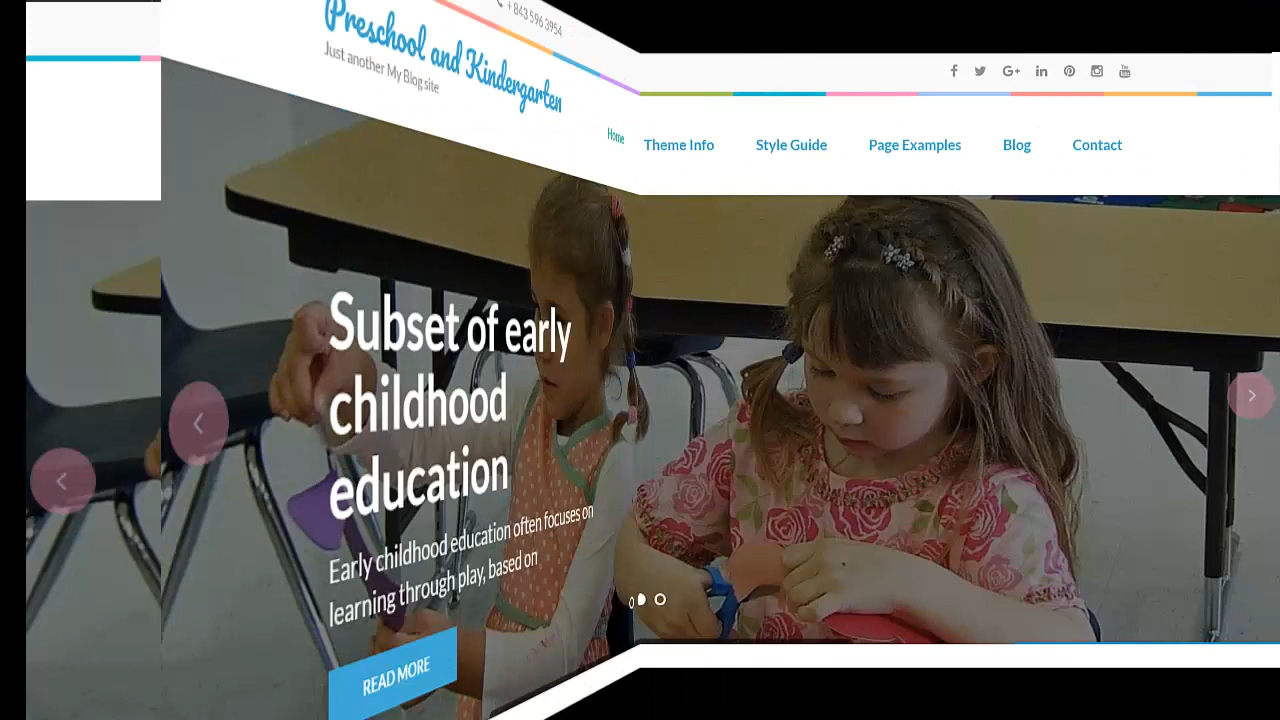 + 843 596 3954
Preschool and Kindergarten
Just another My Blog site
Home Theme Info Style Guide Page Examples Blog Contact
Subset of early
childhood
education
Early childhood education often focuses on
learning through play, based on
READ MORE